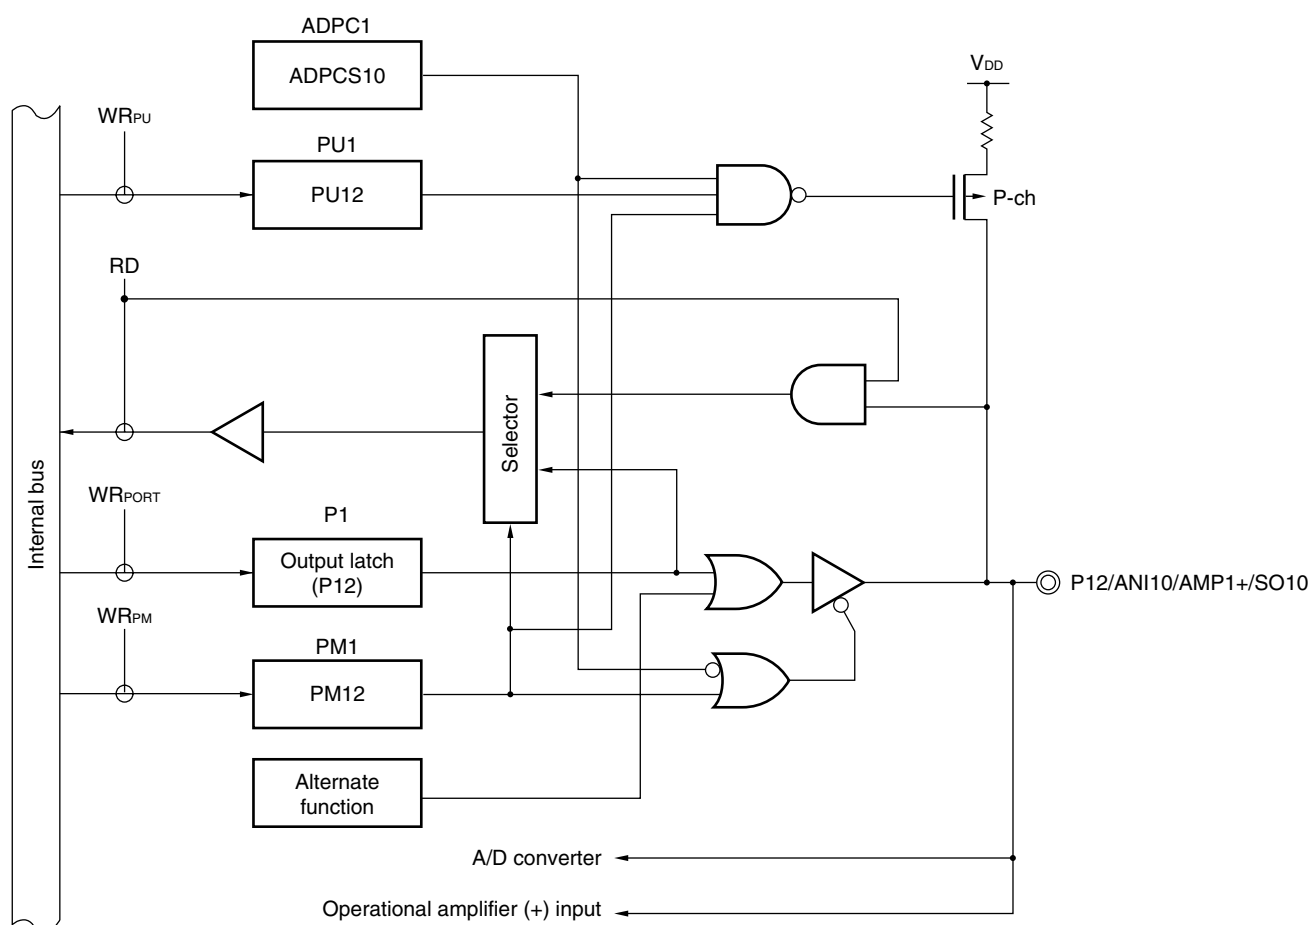 ADPC1
ADPCS10
VDD
WRPU
PU1
PU12
P-ch
RD
Selector
Internal bus
WRPORT
P1
Output latch
(P12)
P12/ANI10/AMP1+/SO10
WRPM
PM1
PM12
Alternate
function
A/D converter
Operational amplifier (+) input